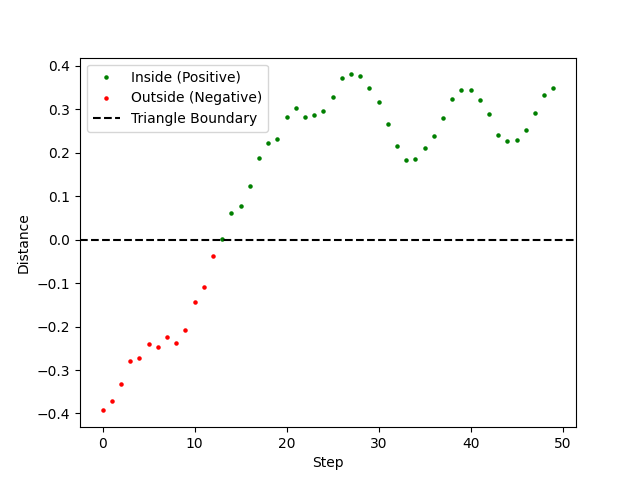 0.4
0.3
0.2
0.1
0.0
−0.1
−0.2
−0.3
−0.4
Distance
Inside (Positive)
Outside (Negative)
Triangle Boundary
0 10 20 30 40 50
Step